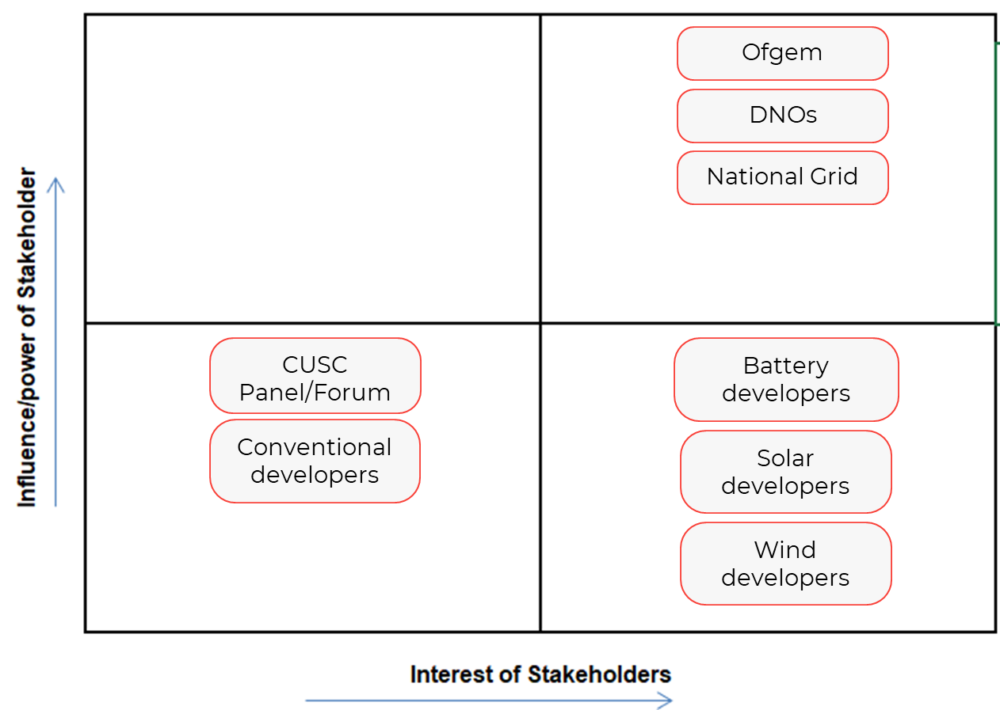 Ofgem
DNOs
National Grid
Influence/power of Stakeholder
CUSC
Panel/Forum
Conventional
developers
Battery
developers
Solar
developers
Wind
developers
Interest of Stakeholders